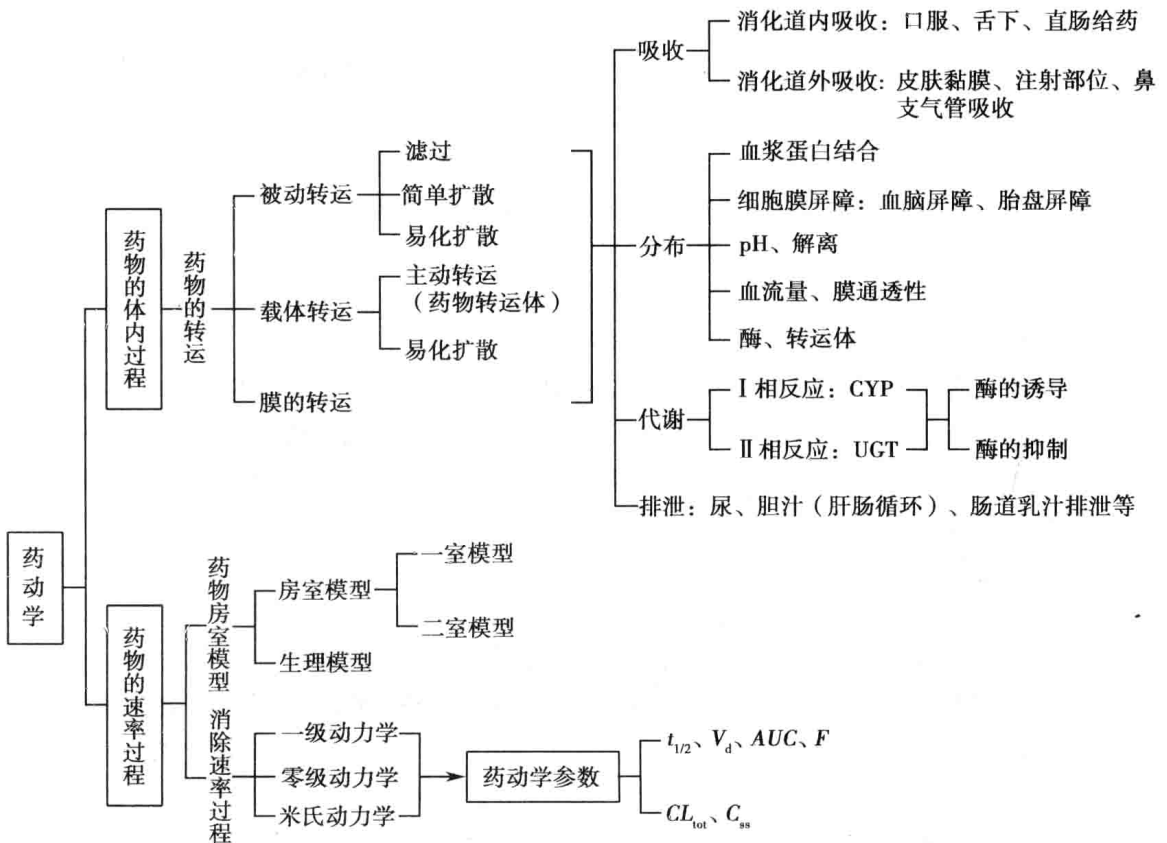 药动学
药物的体内过程
药物的转运
被动转运
滤过
简单扩散
易化扩散
载体转运
主动转运
（药物转运体）
易化扩散
膜的转运
吸收
消化道内吸收：口服、舌下、直肠给药
消化道外吸收：皮肤黏膜、注射部位、鼻
支气管吸收
分布
血浆蛋白结合
细胞膜屏障：血脑屏障、胎盘屏障
pH、解离
血流量、膜通透性
酶、转运体
代谢
Ⅰ相反应：CYP
Ⅱ相反应：UGT
酶的诱导
酶的抑制
排泄：尿、胆汁（肝肠循环）、肠道乳汁排泄等
药物的速率过程
药物房室模型
房室模型
一室模型
二室模型
生理模型
消除速率过程
一级动力学
零级动力学
米氏动力学
药动学参数
t1/2、Vd、AUC、F
CLtot、Css